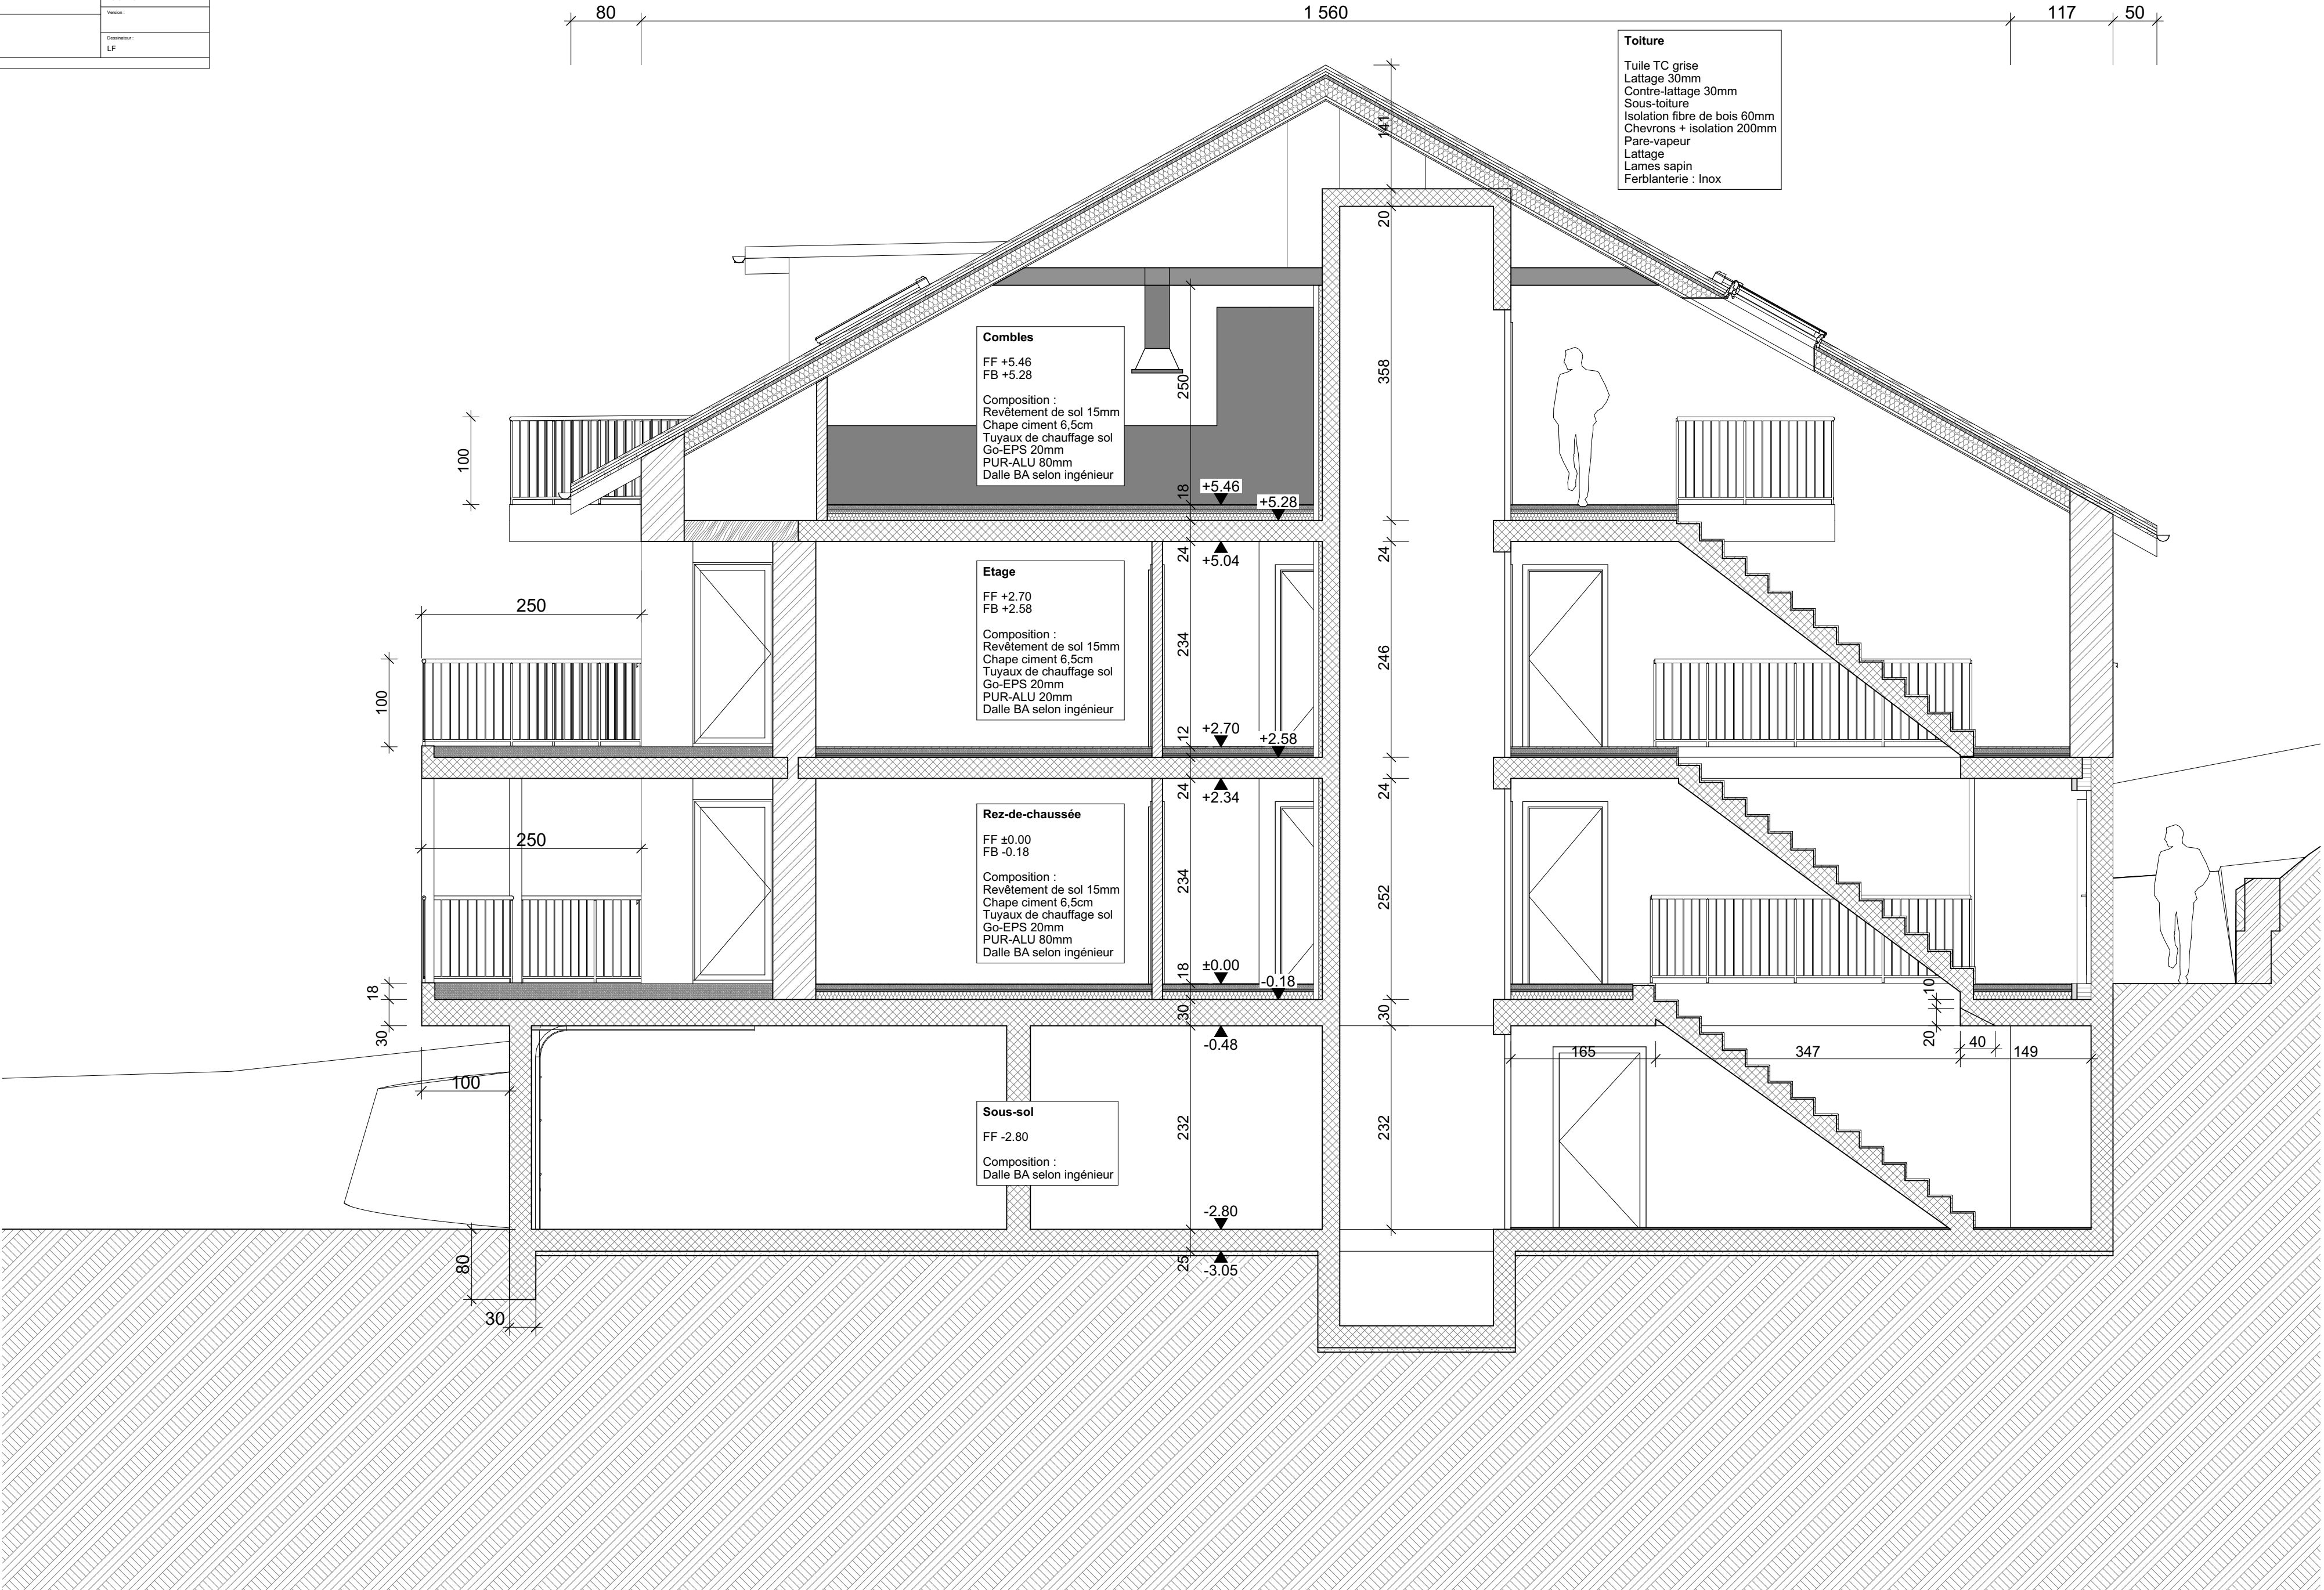 Version :
Dessinateur :
LF
80
1 560
117
50
Toiture
Tuile TC grise
Lattage 30mm
Contre-lattage 30mm
Sous-toiture
Isolation fibre de bois 60mm
Chevrons + isolation 200mm
Pare-vapeur
Lattage
Lames sapin
Ferblanterie : Inox
141
20
358
Combles
FF +5.46
FB +5.28
Composition :
Revêtement de sol 15mm
Chape ciment 6,5cm
Tuyaux de chauffage sol
Go-EPS 20mm
PUR-ALU 80mm
Dalle BA selon ingénieur
250
100
18
+5.46
+5.28
24
+5.04
24
Etage
FF +2.70
FB +2.58
Composition :
Revêtement de sol 15mm
Chape ciment 6,5cm
Tuyaux de chauffage sol
Go-EPS 20mm
PUR-ALU 20mm
Dalle BA selon ingénieur
250
234
246
100
12
+2.70
+2.58
24
+2.34
24
Rez-de-chaussée
FF ±0.00
FB -0.18
Composition :
Revêtement de sol 15mm
Chape ciment 6,5cm
Tuyaux de chauffage sol
Go-EPS 20mm
PUR-ALU 80mm
Dalle BA selon ingénieur
250
234
252
18
±0.00
-0.18
18
30
30
-0.48
30
10
20
40
165
347
149
100
Sous-sol
FF -2.80
Composition :
Dalle BA selon ingénieur
232
232
-2.80
80
25
-3.05
30